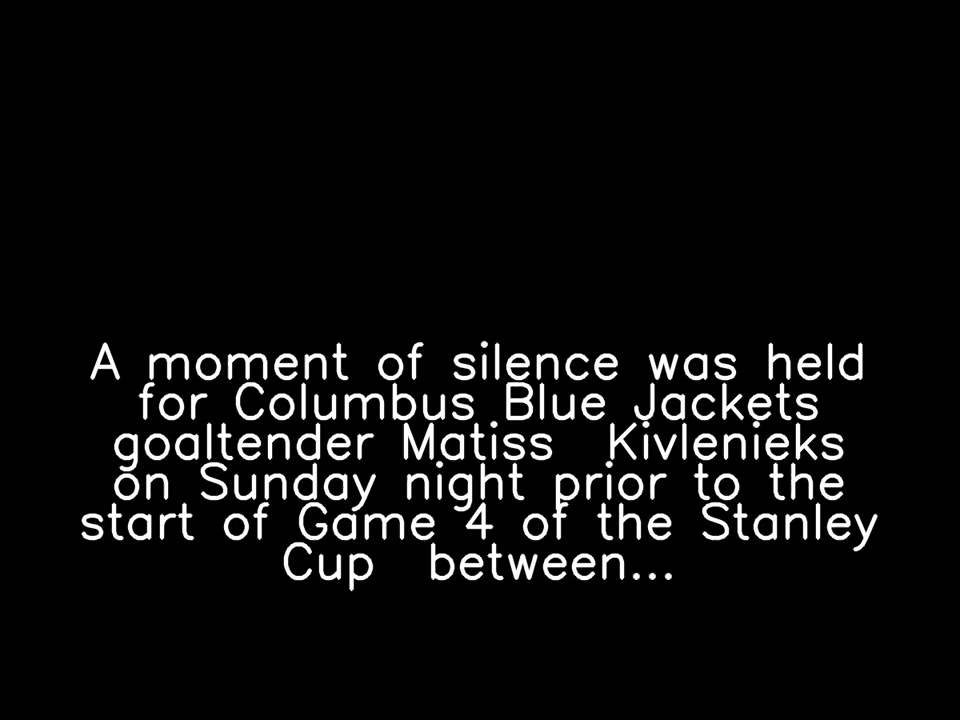 A moment of silence was held
for Columbus Blue Jackets
goaltender Matiss  Kivlenieks
on Sunday night prior to the
start of Game 4 of the Stanley
Cup  between...